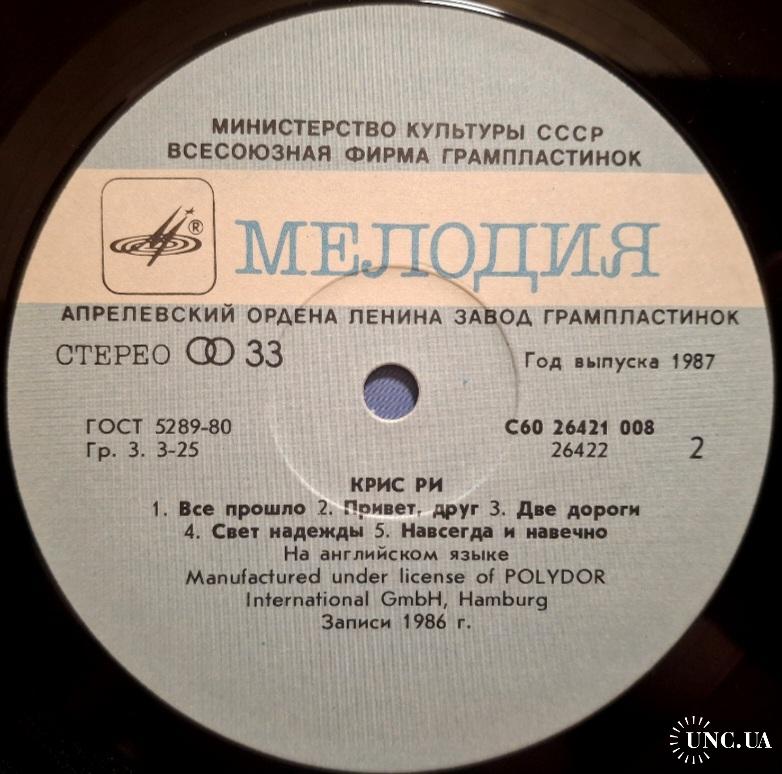 МИНИСТЕРСТВО КУЛЬТУРЫ СССР
ВСЕСОЮЗНАЯ ФИРМА ГРАМПЛАСТИНОК
®
МЕЛОДИЯ
АПРЕЛЕВСКИЙ ОРДЕНА ЛЕНИНА ЗАВОД ГРАМПЛАСТИНОК
СТЕРЕО 33
Год выпуска 1987
ГОСТ 5289-80
Гр. 3. 3-25
С60 26421 008
26422
2
КРИС РИ
1. Все прошло 2. Привет, друг 3. Две дороги
4. Свет надежды 5. Навсегда и навечно
На английском языке
Manufactured under license of POLYDOR
International GmbH, Hamburg
Записи 1986 г.
UNC.UA